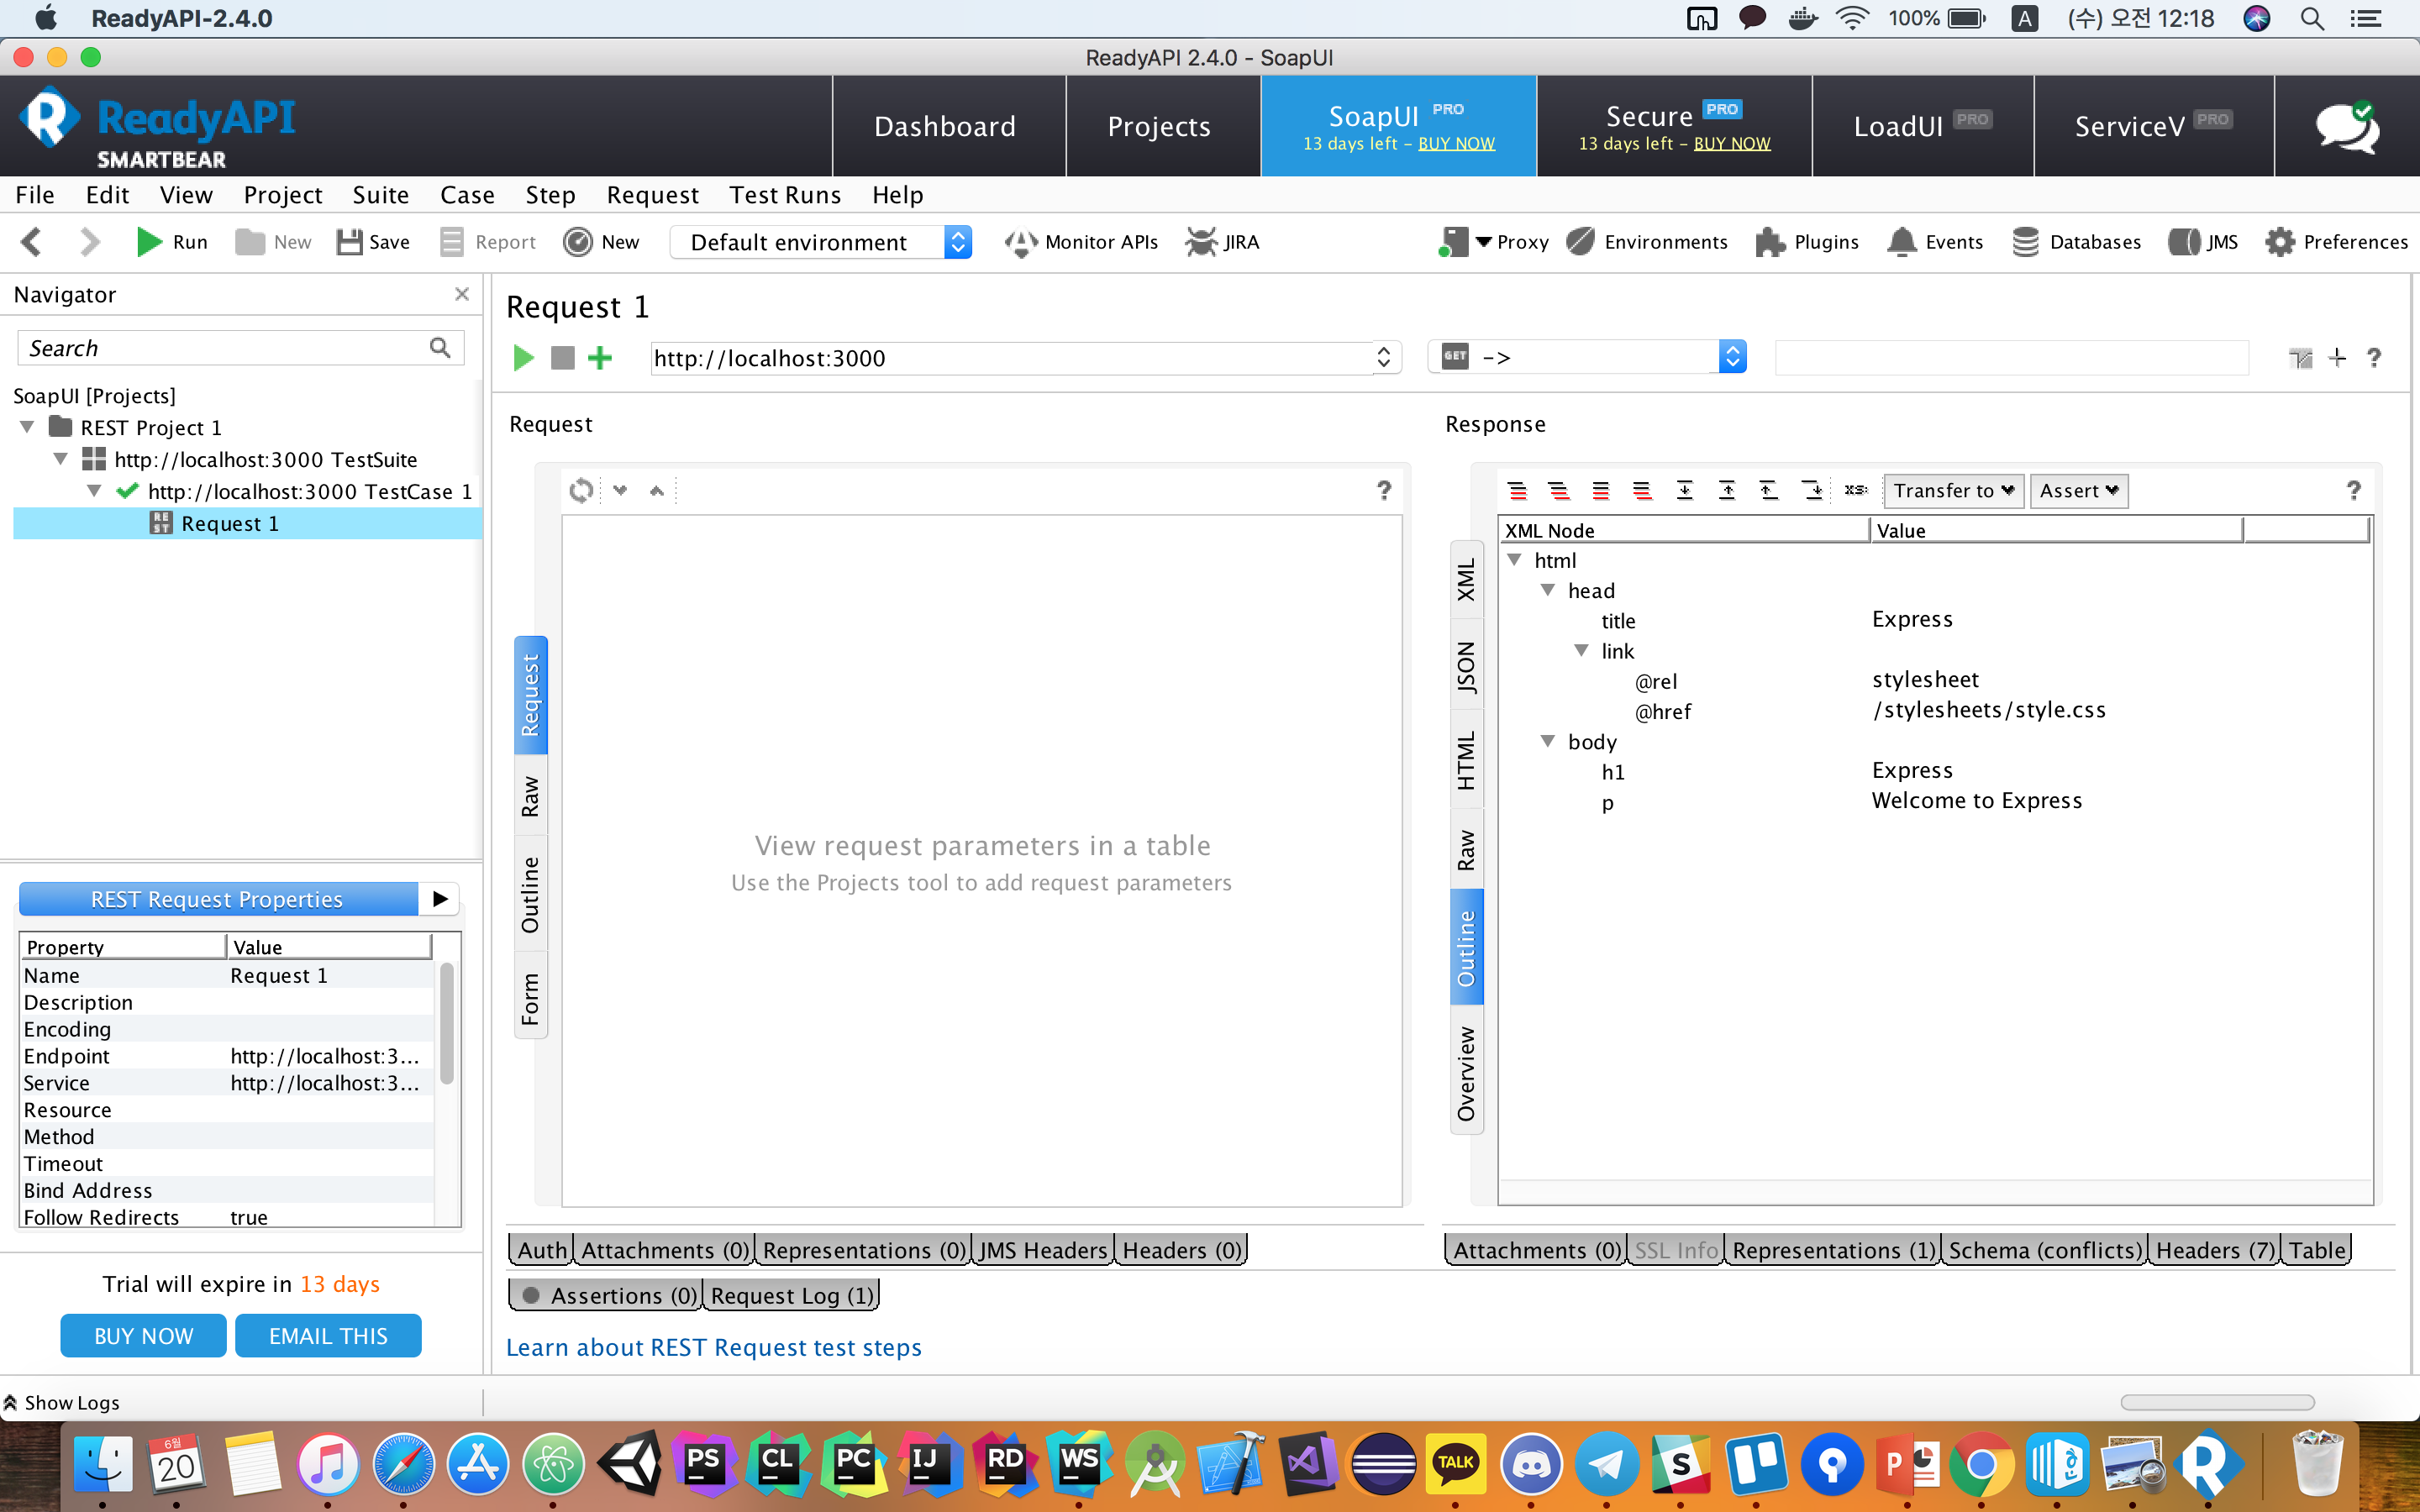 ReadyAPI-2.4.0
100% A (수) 오전 12:18
ReadyAPI 2.4.0 - SoapUI
ReadyAPI
SMARTBEAR
Dashboard
Projects
SoapUI PRO
13 days left - BUY NOW
Secure PRO
13 days left - BUY NOW
LoadUI PRO
ServiceV PRO
File Edit View Project Suite Case Step Request Test Runs Help
Run New Save Report New Default environment Monitor APIs JIRA Proxy Environments Plugins Events Databases JMS Preferences
Navigator
Search
SoapUI [Projects]
REST Project 1
http://localhost:3000 TestSuite
http://localhost:3000 TestCase 1
REST Request 1
REST Request Properties
Property Value
Name Request 1
Description
Encoding
Endpoint http://localhost:3...
Service http://localhost:3...
Resource
Method
Timeout
Bind Address
Follow Redirects true
Trial will expire in 13 days
BUY NOW EMAIL THIS
Request 1
http://localhost:3000 GET -> ?
Request
?
Request
Raw
Outline
Form
View request parameters in a table
Use the Projects tool to add request parameters
Auth Attachments (0) Representations (0) JMS Headers Headers (0)
Response
XS: Transfer to Assert ?
XML
JSON
HTML
Raw
Outline
Overview
XML Node Value
html
head
title Express
link
@rel stylesheet
@href /stylesheets/style.css
body
h1 Express
p Welcome to Express
Attachments (0) SSL Info Representations (1) Schema (conflicts) Headers (7) Table
Assertions (0) Request Log (1)
Learn about REST Request test steps
Show Logs
6월
20
PS CL PC IJ RD WS TALK S P R